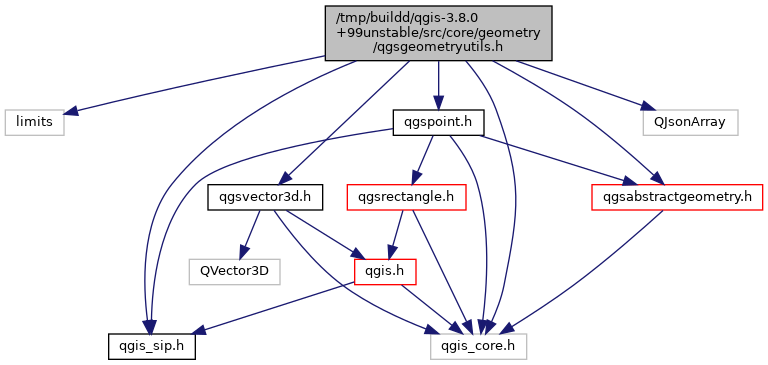 /tmp/buildd/qgis-3.8.0
+99unstable/src/core/geometry
/qgsgeometryutils.h
limits
qgspoint.h
QJsonArray
qgsvector3d.h
qgsrectangle.h
qgsabstractgeometry.h
QVector3D
qgis.h
qgis_sip.h
qgis_core.h